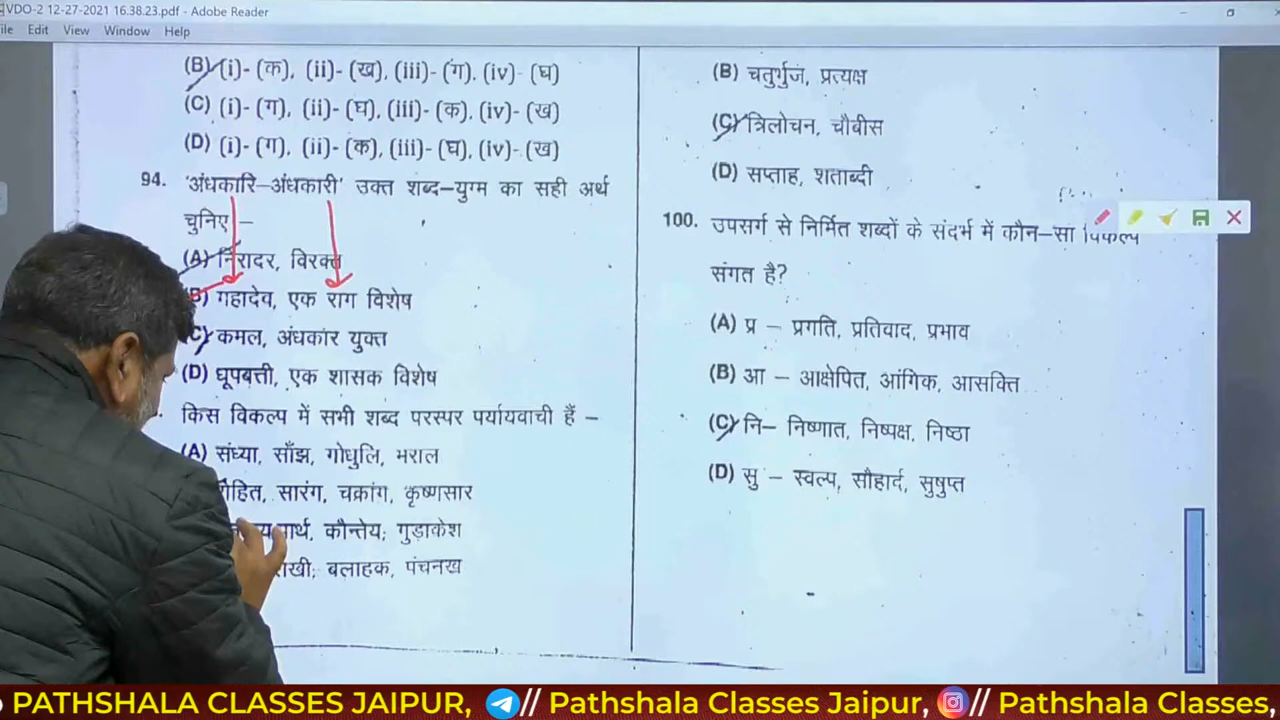 VDO-2 12-27-2021 16.38.23.pdf - Adobe Reader
Edit View Window Help
(B) (i)- (क), (ii)- (ख), (iii)- (ग). (iv)- (घ)
(C) (i)- (ग), (ii)- (घ), (iii)- (क). (iv)- (ख)
(D) (i)- (ग), (ii)- (क), (iii)- (घ), (iv)- (ख)
94. 'अंधकारि–अंधकारी' उक्त शब्द–युग्म का सही अर्थ
चुनिए –
(A) निरादर, विरक्त
(B) गहादेव, एक राग विशेष
(C) कमल, अंधकार युक्त
(D) घूपबत्ती, एक शासक विशेष
किस विकल्प में सभी शब्द परस्पर पर्यायवाची हैं –
(A) संध्या, साँझ, गोधुलि, भराल
सारंग, चक्रांग, कृष्णसार
कौन्तेय; गुड़ाकेश
बलाहक, पंचनख
(B) चतुर्भुज, प्रत्यक्ष
(C) त्रिलोचन, चौबीस
(D) सप्ताह, शताब्दी
100. उपसर्ग से निर्मित शब्दों के संदर्भ में कौन–सा विकल्प
संगत है?
(A) प्र – प्रगति, प्रतिवाद, प्रभाव
(B) आ – आक्षेपित, आंगिक, आसक्ति
(C) नि– निष्णात, निष्पक्ष, निष्ठा
(D) सु – स्वल्प, सौहार्द, सुषुप्त
PATHSHALA CLASSES JAIPUR, // Pathshala Classes Jaipur, // Pathshala Classes,